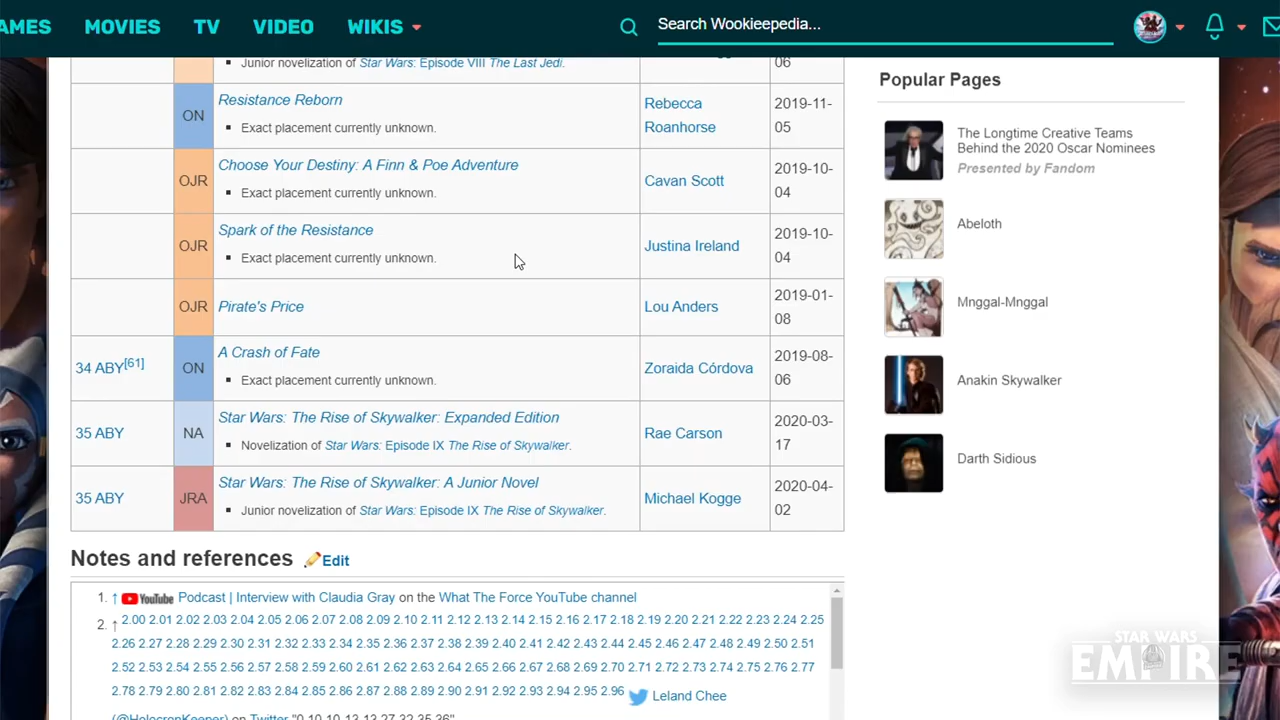 AMES MOVIES TV VIDEO WIKIS Search Wookieepedia...
Junior novelization of Star Wars: Episode VIII The Last Jedi.
06
ON
Resistance Reborn
Exact placement currently unknown.
Rebecca
Roanhorse
2019-11-
05
OJR
Choose Your Destiny: A Finn & Poe Adventure
Exact placement currently unknown.
Cavan Scott
2019-10-
04
OJR
Spark of the Resistance
Exact placement currently unknown.
Justina Ireland
2019-10-
04
OJR
Pirate's Price
Lou Anders
2019-01-
08
34 ABY[61]
ON
A Crash of Fate
Exact placement currently unknown.
Zoraida Córdova
2019-08-
06
35 ABY
NA
Star Wars: The Rise of Skywalker: Expanded Edition
Novelization of Star Wars: Episode IX The Rise of Skywalker.
Rae Carson
2020-03-
17
35 ABY
JRA
Star Wars: The Rise of Skywalker: A Junior Novel
Junior novelization of Star Wars: Episode IX The Rise of Skywalker.
Michael Kogge
2020-04-
02
Notes and references Edit
1. ↑ YouTube Podcast | Interview with Claudia Gray on the What The Force YouTube channel
2. ↑ 2.00 2.01 2.02 2.03 2.04 2.05 2.06 2.07 2.08 2.09 2.10 2.11 2.12 2.13 2.14 2.15 2.16 2.17 2.18 2.19 2.20 2.21 2.22 2.23 2.24 2.25
2.26 2.27 2.28 2.29 2.30 2.31 2.32 2.33 2.34 2.35 2.36 2.37 2.38 2.39 2.40 2.41 2.42 2.43 2.44 2.45 2.46 2.47 2.48 2.49 2.50 2.51
2.52 2.53 2.54 2.55 2.56 2.57 2.58 2.59 2.60 2.61 2.62 2.63 2.64 2.65 2.66 2.67 2.68 2.69 2.70 2.71 2.72 2.73 2.74 2.75 2.76 2.77
2.78 2.79 2.80 2.81 2.82 2.83 2.84 2.85 2.86 2.87 2.88 2.89 2.90 2.91 2.92 2.93 2.94 2.95 2.96 Leland Chee
(@HolocronKeeper) on Twitter
Popular Pages
The Longtime Creative Teams
Behind the 2020 Oscar Nominees
Presented by Fandom
Abeloth
Mnggal-Mnggal
Anakin Skywalker
Darth Sidious
STAR WARS
EMPIRE